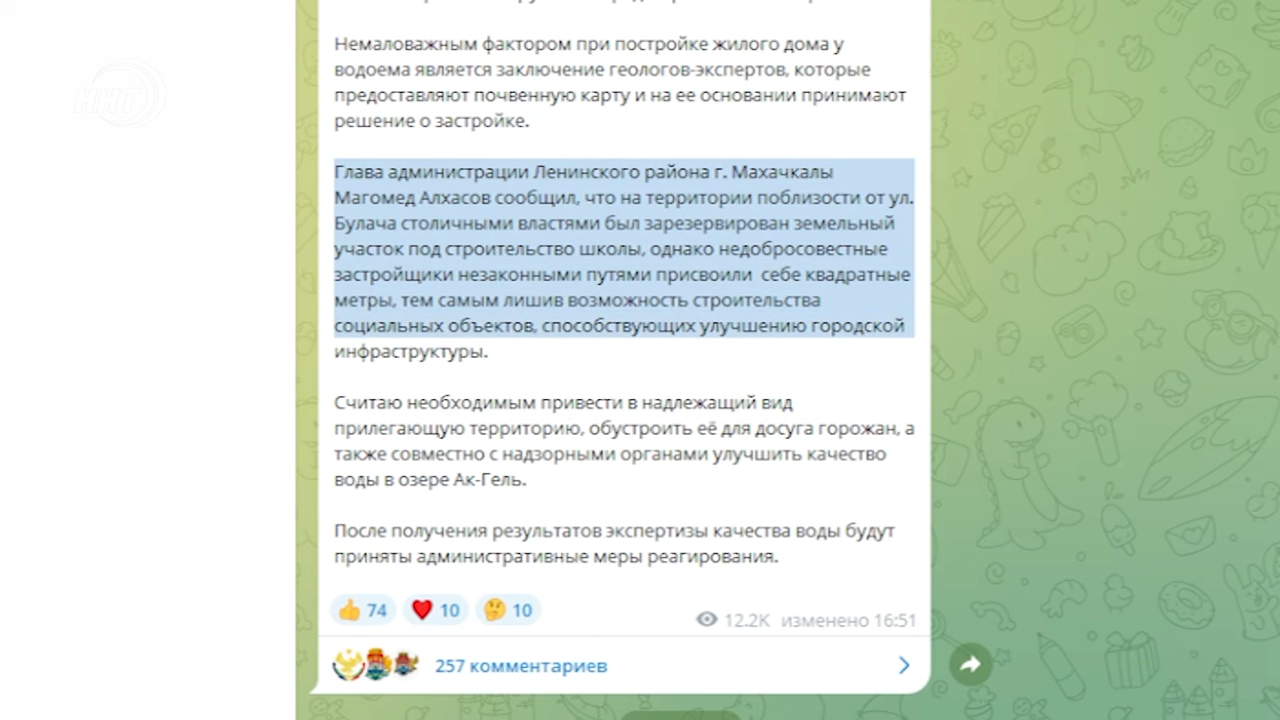 ННТ
Немаловажным фактором при постройке жилого дома у
водоема является заключение геологов-экспертов, которые
предоставляют почвенную карту и на ее основании принимают
решение о застройке.
Глава администрации Ленинского района г. Махачкалы
Магомед Алхасов сообщил, что на территории поблизости от ул.
Булача столичными властями был зарезервирован земельный
участок под строительство школы, однако недобросовестные
застройщики незаконными путями присвоили себе квадратные
метры, тем самым лишив возможность строительства
социальных объектов, способствующих улучшению городской
инфраструктуры.
Считаю необходимым привести в надлежащий вид
прилегающую территорию, обустроить её для досуга горожан, а
также совместно с надзорными органами улучшить качество
воды в озере Ак-Гель.
После получения результатов экспертизы качества воды будут
приняты административные меры реагирования.
74 10 10
12.2K изменено 16:51
257 комментариев